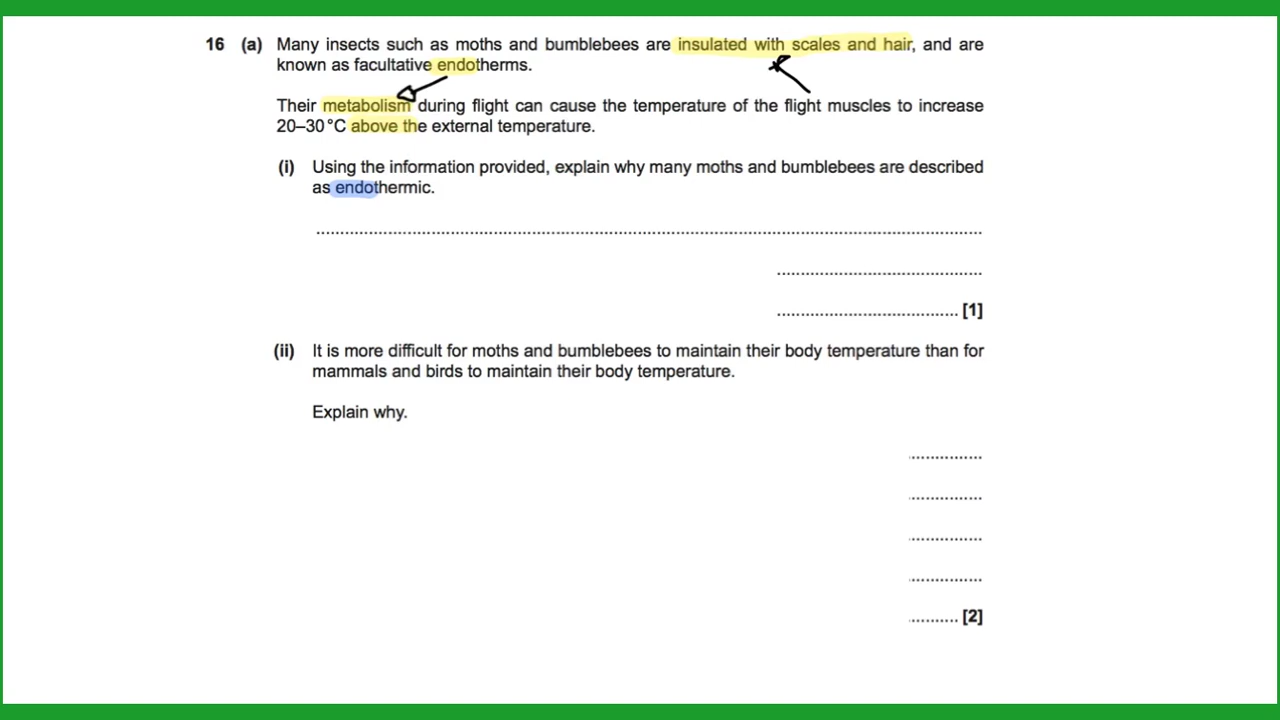 16 (a) Many insects such as moths and bumblebees are insulated with scales and hair, and are
known as facultative endotherms.
Their metabolism during flight can cause the temperature of the flight muscles to increase
20–30°C above the external temperature.
(i) Using the information provided, explain why many moths and bumblebees are described
as endothermic.
[1]
(ii) It is more difficult for moths and bumblebees to maintain their body temperature than for
mammals and birds to maintain their body temperature.
Explain why.
[2]